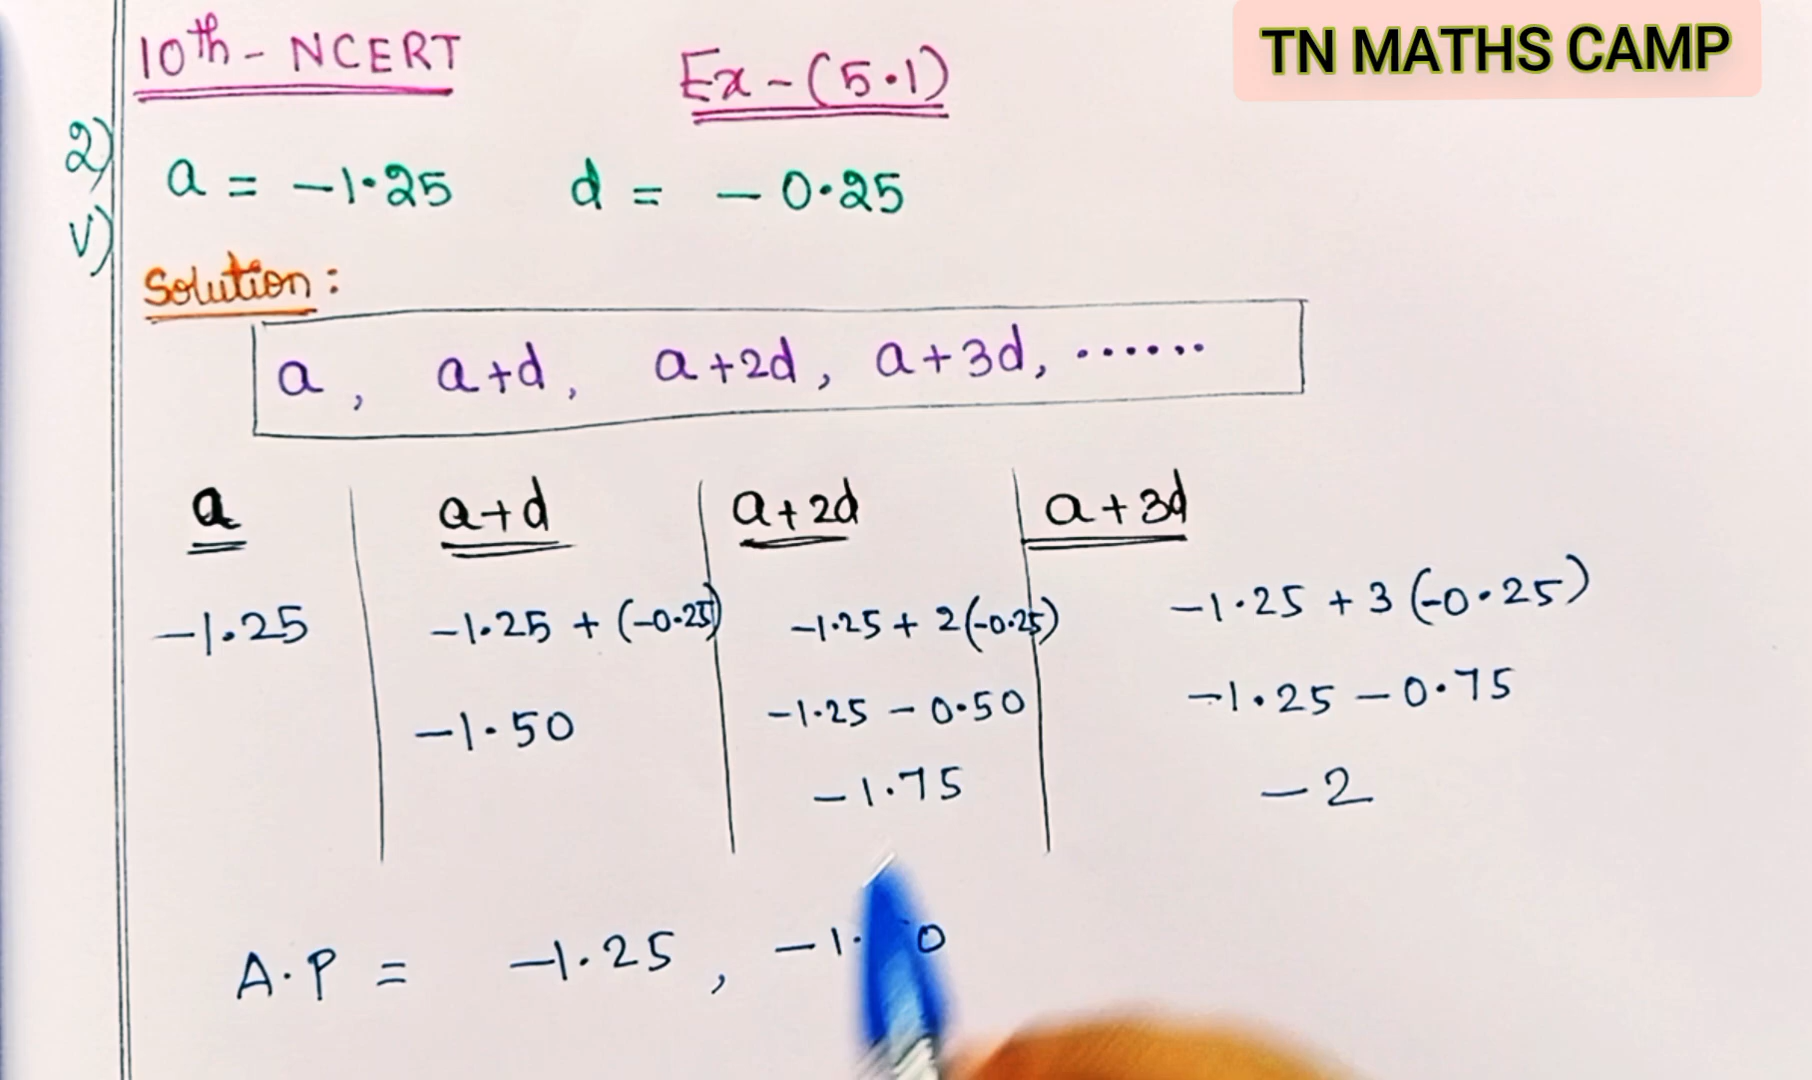 10th - NCERT
Ex - (5.1)
TN MATHS CAMP
2)
v)
a = -1.25 d = -0.25
Solution:
a, a+d, a+2d, a+3d, ......
a a+d a+2d a+3d
-1.25 -1.25 + (-0.25) -1.25 + 2(-0.25) -1.25 + 3(-0.25)
-1.50 -1.25 - 0.50 -1.25 - 0.75
-1.75 -2
A.P = -1.25,